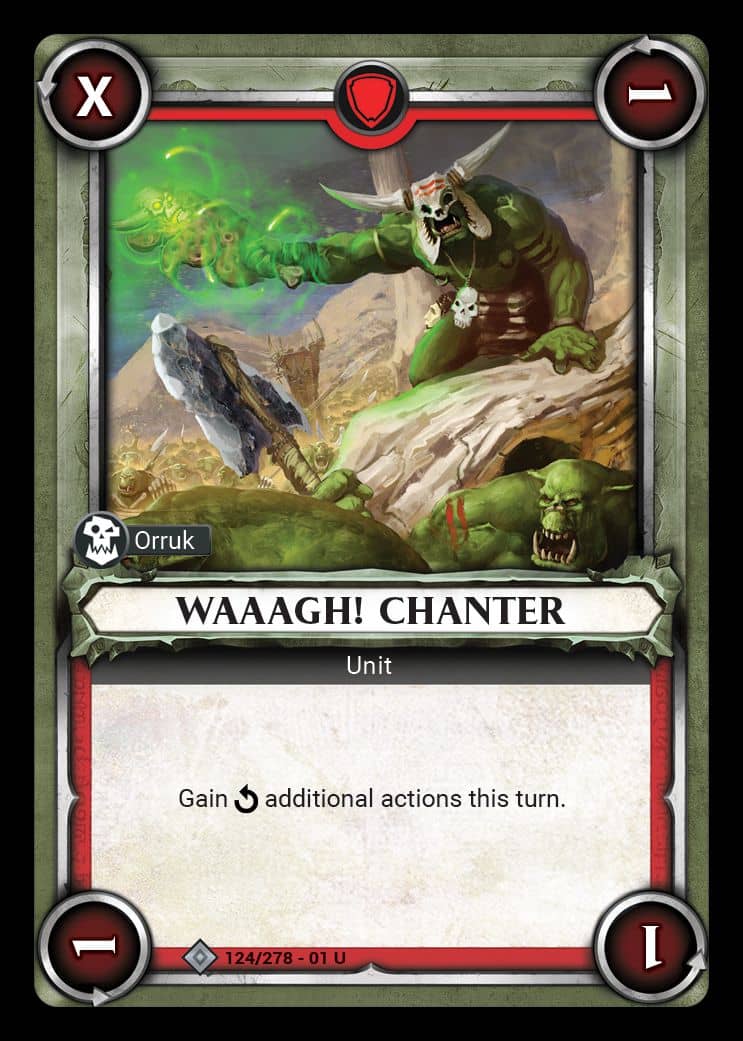 X
1
Orruk
WAAAGH! CHANTER
Unit
Gain additional actions this turn.
1
124/278 - 01 U
1